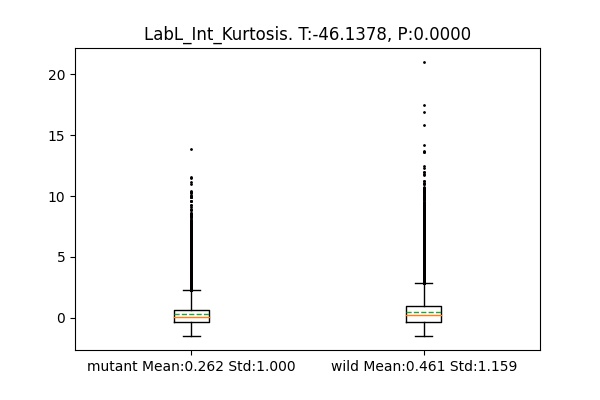 LabL_Int_Kurtosis. T:-46.1378, P:0.0000
20
15
10
5
0
mutant Mean:0.262 Std:1.000 wild Mean:0.461 Std:1.159